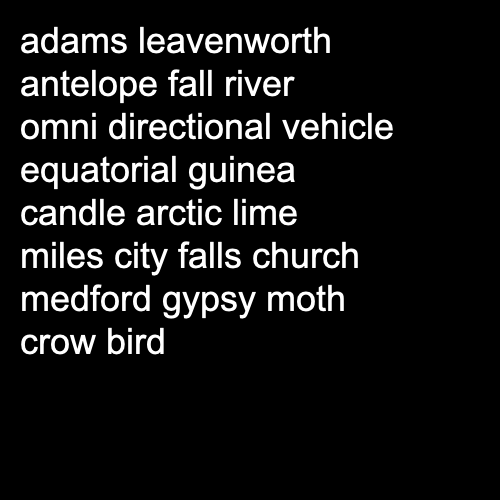 adams leavenworth
antelope fall river
omni directional vehicle
equatorial guinea
candle arctic lime
miles city falls church
medford gypsy moth
crow bird